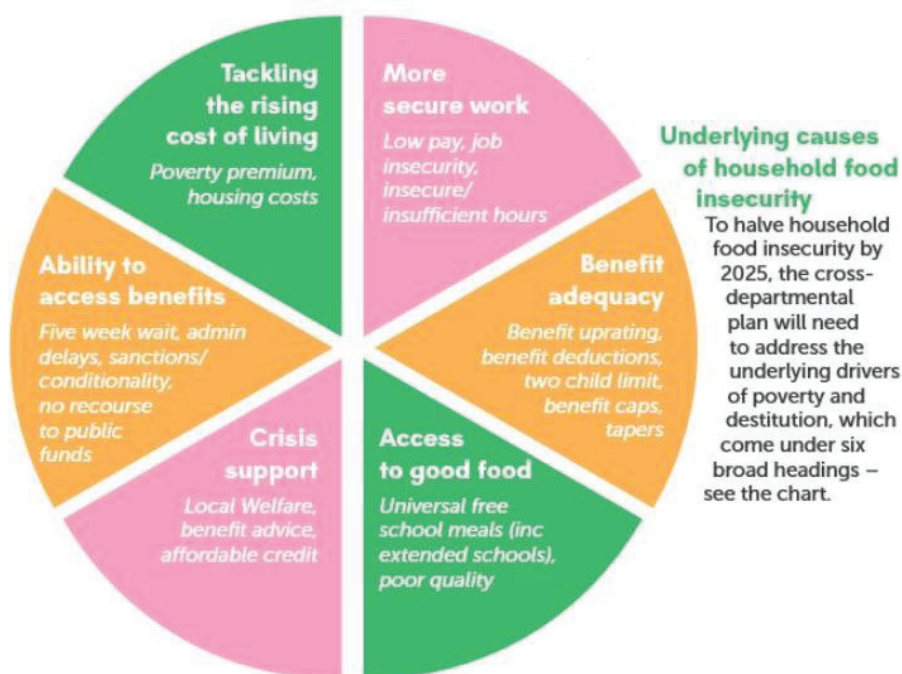 Tackling
the rising
cost of living
Poverty premium,
housing costs
More
secure work
Low pay, job
insecurity,
insecure/
insufficient hours
Benefit
adequacy
Benefit uprating,
benefit deductions,
two child limit,
benefit caps,
tapers
Access
to good food
Universal free
school meals (inc
extended schools),
poor quality
Crisis
support
Local Welfare,
benefit advice,
affordable credit
Ability to
access benefits
Five week wait, admin
delays, sanctions/
conditionality,
no recourse
to public
funds
Underlying causes
of household food
insecurity
To halve household
food insecurity by
2025, the cross-
departmental
plan will need
to address the
underlying drivers
of poverty and
destitution, which
come under six
broad headings –
see the chart.